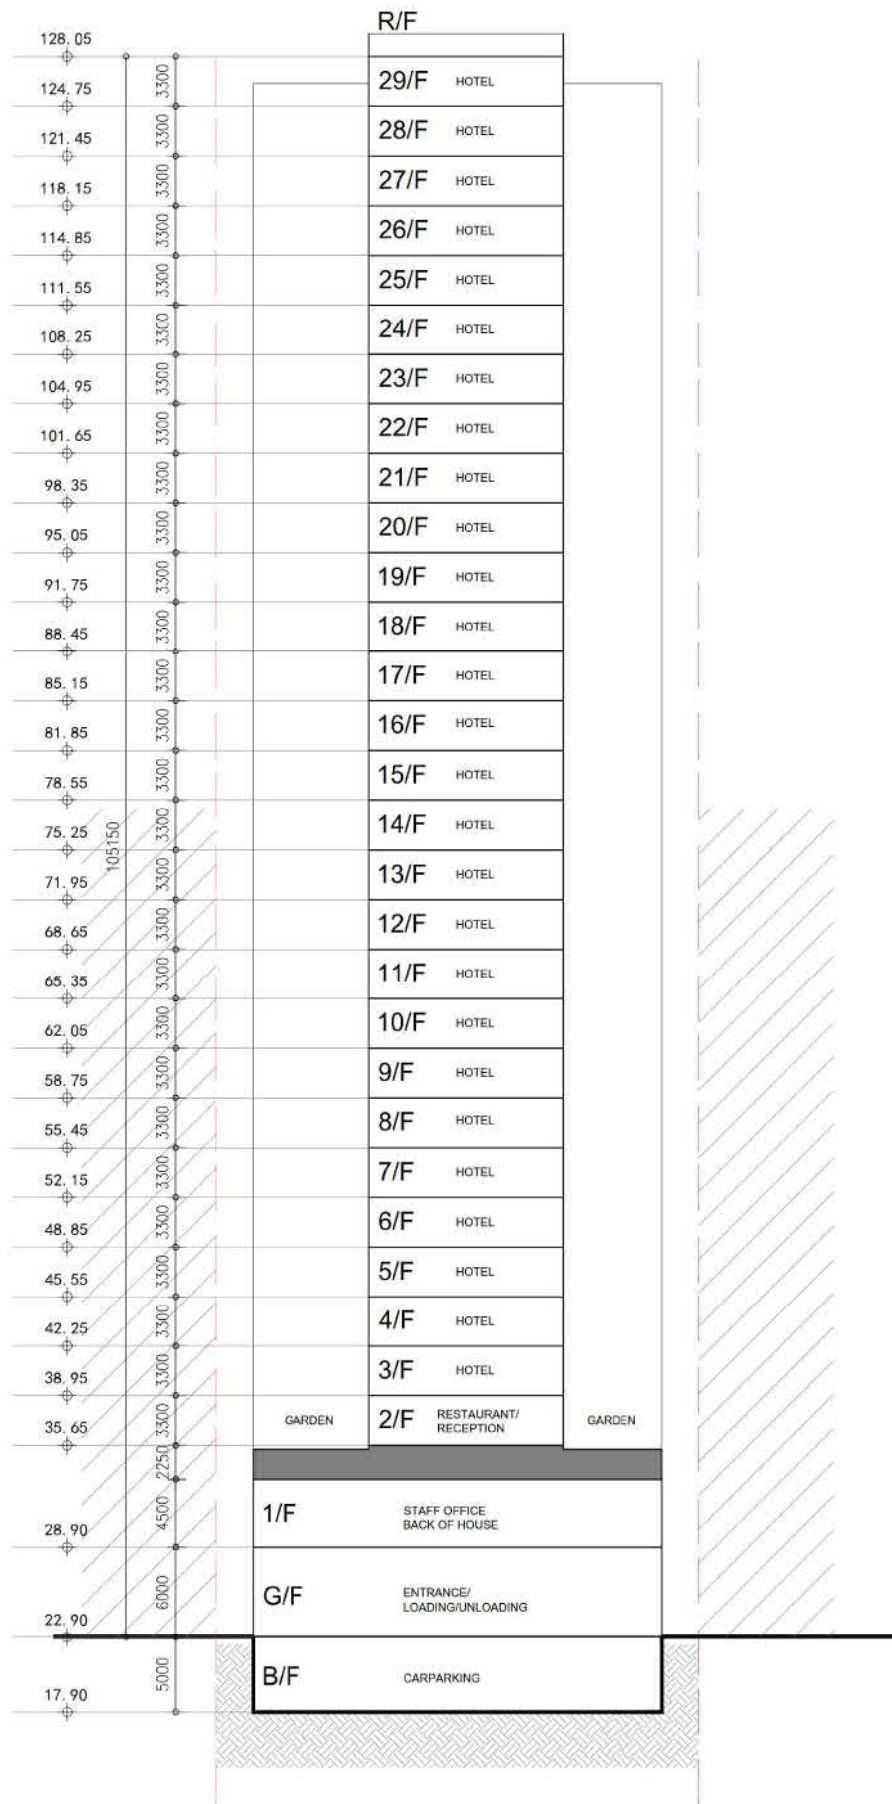 R/F
128.05
3300
29/F HOTEL
124.75
3300
28/F HOTEL
121.45
3300
27/F HOTEL
118.15
3300
26/F HOTEL
114.85
3300
25/F HOTEL
111.55
3300
24/F HOTEL
108.25
3300
23/F HOTEL
104.95
3300
22/F HOTEL
101.65
3300
21/F HOTEL
98.35
3300
20/F HOTEL
95.05
3300
19/F HOTEL
91.75
3300
18/F HOTEL
88.45
3300
17/F HOTEL
85.15
3300
16/F HOTEL
81.85
3300
15/F HOTEL
78.55
3300
14/F HOTEL
75.25
105150
3300
13/F HOTEL
71.95
3300
12/F HOTEL
68.65
3300
11/F HOTEL
65.35
3300
10/F HOTEL
62.05
3300
9/F HOTEL
58.75
3300
8/F HOTEL
55.45
3300
7/F HOTEL
52.15
3300
6/F HOTEL
48.85
3300
5/F HOTEL
45.55
3300
4/F HOTEL
42.25
3300
3/F HOTEL
38.95
3300
GARDEN
2/F RESTAURANT/
RECEPTION
GARDEN
35.65
2250
4500
1/F STAFF OFFICE
BACK OF HOUSE
28.90
6000
G/F ENTRANCE/
LOADING/UNLOADING
22.90
5000
B/F CARPARKING
17.90